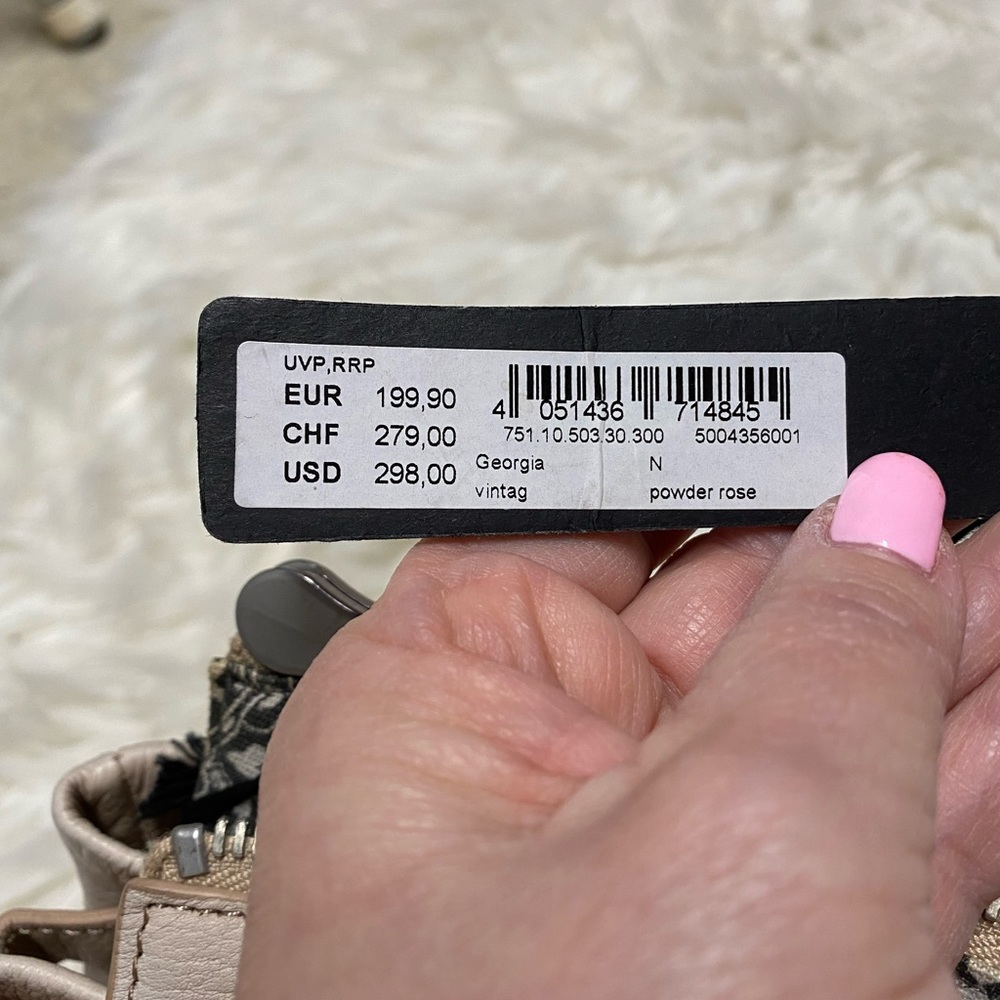 UVP,RRP
EUR 199,90
CHF 279,00
USD 298,00
4 051436 714845
751.10.503.30.300 5004356001
Georgia N
vintag powder rose